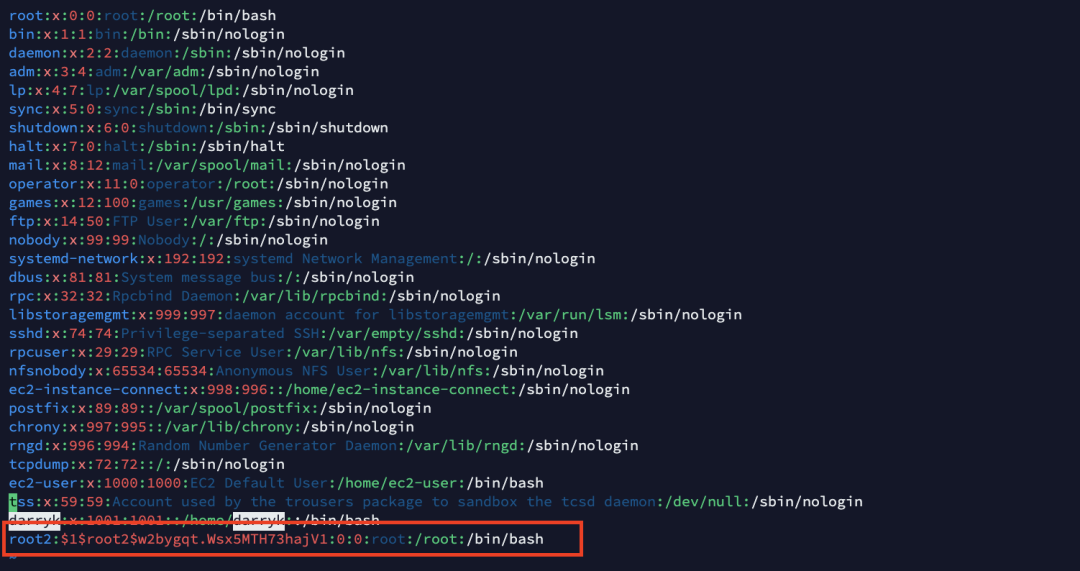 root:x:0:0:root:/root:/bin/bash
bin:x:1:1:bin:/bin:/sbin/nologin
daemon:x:2:2:daemon:/sbin:/sbin/nologin
adm:x:3:4:adm:/var/adm:/sbin/nologin
lp:x:4:7:lp:/var/spool/lpd:/sbin/nologin
sync:x:5:0:sync:/sbin:/bin/sync
shutdown:x:6:0:shutdown:/sbin:/sbin/shutdown
halt:x:7:0:halt:/sbin:/sbin/halt
mail:x:8:12:mail:/var/spool/mail:/sbin/nologin
operator:x:11:0:operator:/root:/sbin/nologin
games:x:12:100:games:/usr/games:/sbin/nologin
ftp:x:14:50:FTP User:/var/ftp:/sbin/nologin
nobody:x:99:99:Nobody:/:/sbin/nologin
systemd-network:x:192:192:systemd Network Management:/:/sbin/nologin
dbus:x:81:81:System message bus:/:/sbin/nologin
rpc:x:32:32:Rpcbind Daemon:/var/lib/rpcbind:/sbin/nologin
libstoragemgmt:x:999:997:daemon account for libstoragemgmt:/var/run/lsm:/sbin/nologin
sshd:x:74:74:Privilege-separated SSH:/var/empty/sshd:/sbin/nologin
rpcuser:x:29:29:RPC Service User:/var/lib/nfs:/sbin/nologin
nfsnobody:x:65534:65534:Anonymous NFS User:/var/lib/nfs:/sbin/nologin
ec2-instance-connect:x:998:996::/home/ec2-instance-connect:/sbin/nologin
postfix:x:89:89::/var/spool/postfix:/sbin/nologin
chrony:x:997:995::/var/lib/chrony:/sbin/nologin
rngd:x:996:994:Random Number Generator Daemon:/var/lib/rngd:/sbin/nologin
tcpdump:x:72:72::/:/sbin/nologin
ec2-user:x:1000:1000:EC2 Default User:/home/ec2-user:/bin/bash
tss:x:59:59:Account used by the trousers package to sandbox the tcsd daemon:/dev/null:/sbin/nologin
darryk:x:1001:1001::/home/darryk::/bin/bash
root2:$1$root2$w2bygqt.Wsx5MTH73hajV1:0:0:root:/root:/bin/bash
~